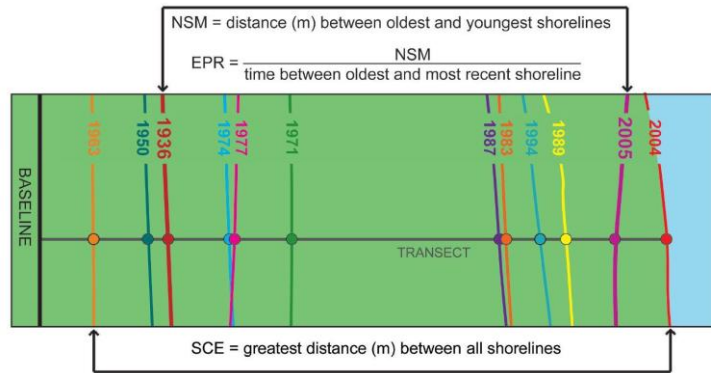 NSM = distance (m) between oldest and youngest shorelines
EPR = NSM
time between oldest and most recent shoreline
BASELINE
1963
1950
1936
1974
1977
1971
1987
1983
1994
1989
2005
2004
TRANSECT
SCE = greatest distance (m) between all shorelines